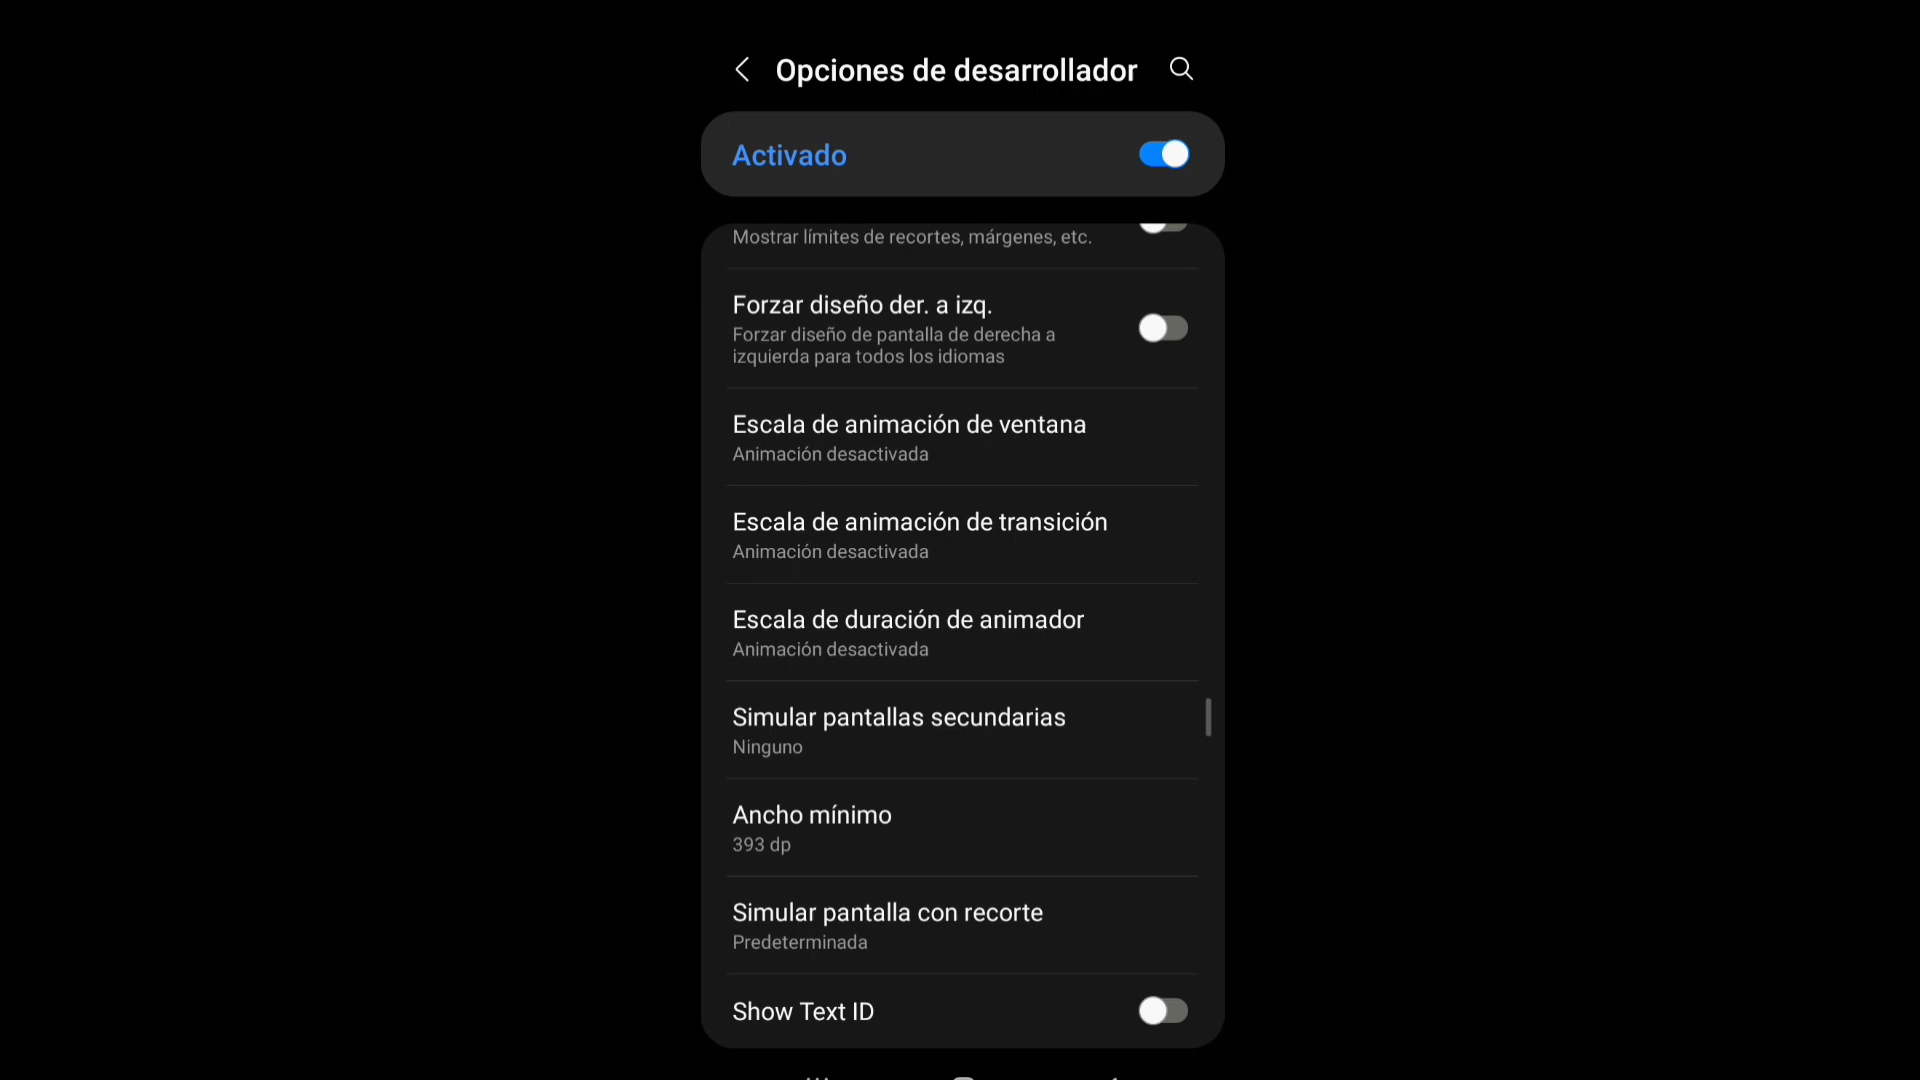 Opciones de desarrollador
Activado
Mostrar límites de recortes, márgenes, etc.
Forzar diseño der. a izq.
Forzar diseño de pantalla de derecha a
izquierda para todos los idiomas
Escala de animación de ventana
Animación desactivada
Escala de animación de transición
Animación desactivada
Escala de duración de animador
Animación desactivada
Simular pantallas secundarias
Ninguno
Ancho mínimo
393 dp
Simular pantalla con recorte
Predeterminada
Show Text ID